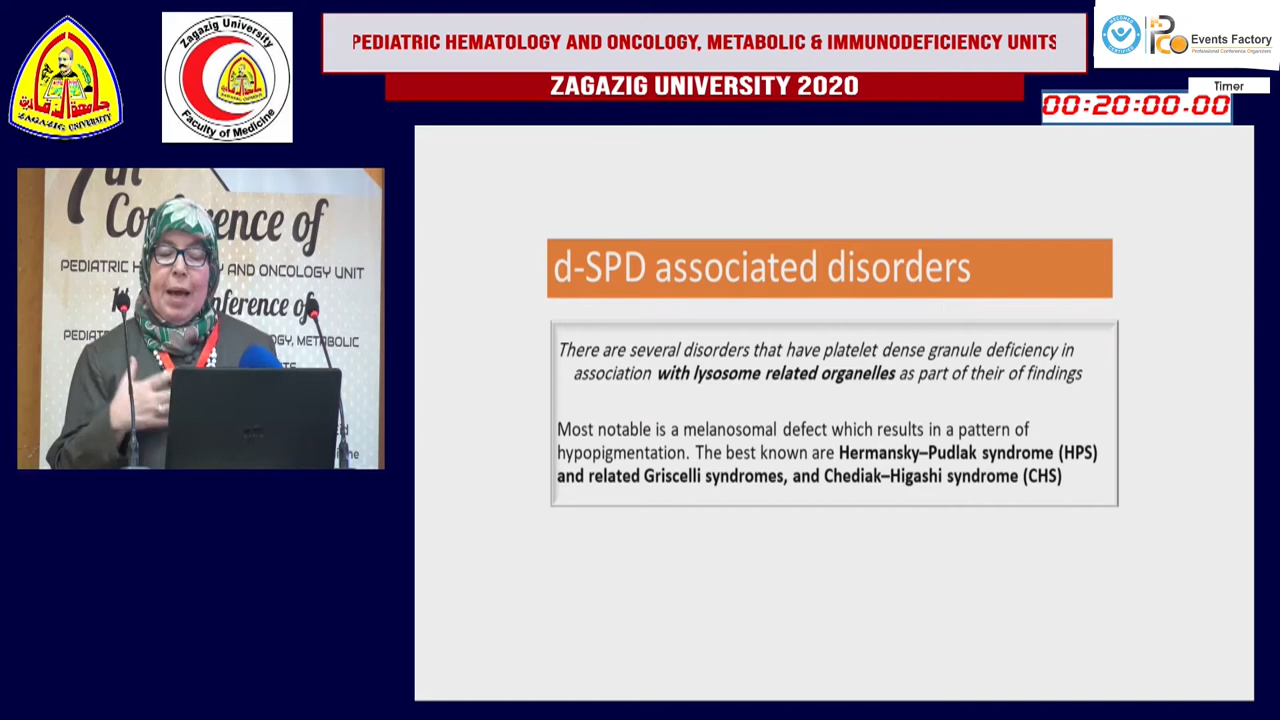 جامعة الزقازيق
ZAGAZIG UNIVERSITY
Zagazig University
Faculty of Medicine
PEDIATRIC HEMATOLOGY AND ONCOLOGY, METABOLIC & IMMUNODEFICIENCY UNITS
ZAGAZIG UNIVERSITY 2020
Events Factory
Professional Conference Organizers
Timer
00:20:00.00
7th
Conference of
PEDIATRIC AND ONCOLOGY UNIT
of
METABOLIC
d-SPD associated disorders
There are several disorders that have platelet dense granule deficiency in
association with lysosome related organelles as part of their of findings
Most notable is a melanosomal defect which results in a pattern of
hypopigmentation. The best known are Hermansky–Pudlak syndrome (HPS)
and related Griscelli syndromes, and Chediak–Higashi syndrome (CHS)